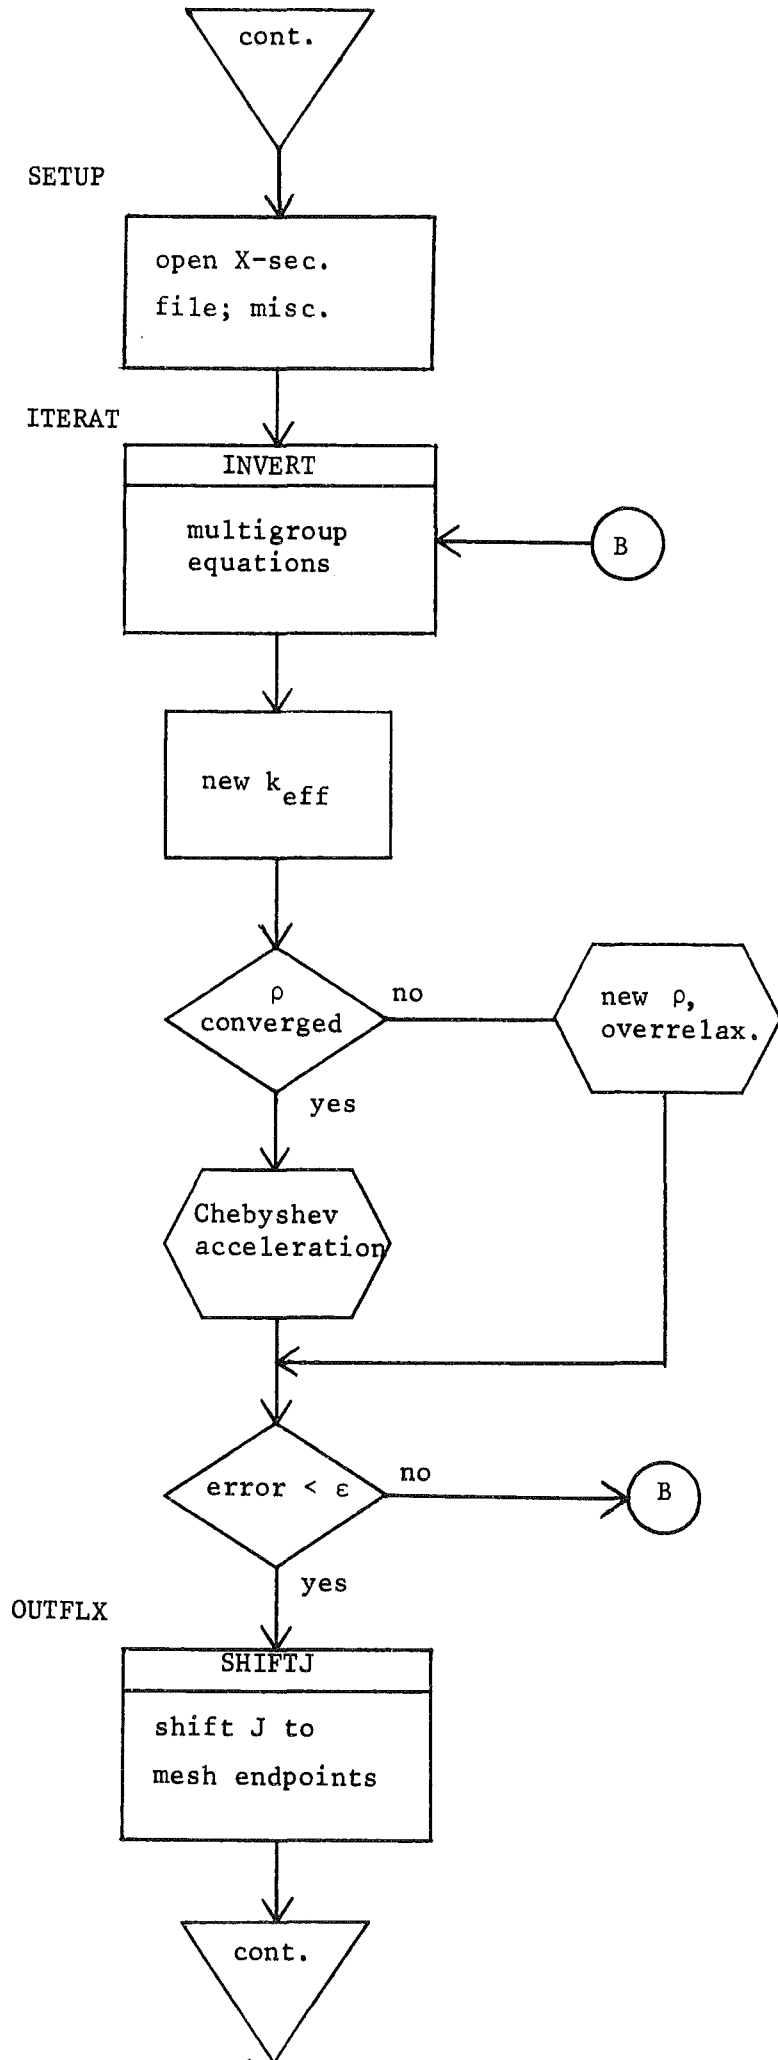 cont.
SETUP
open X-sec.
file; misc.
ITERAT
INVERT
multigroup
equations
B
new k_eff
ρ
converged
no
new ρ,
overrelax.
yes
Chebyshev
acceleration
error < ε
no
B
yes
OUTFLX
SHIFTJ
shift J to
mesh endpoints
cont.